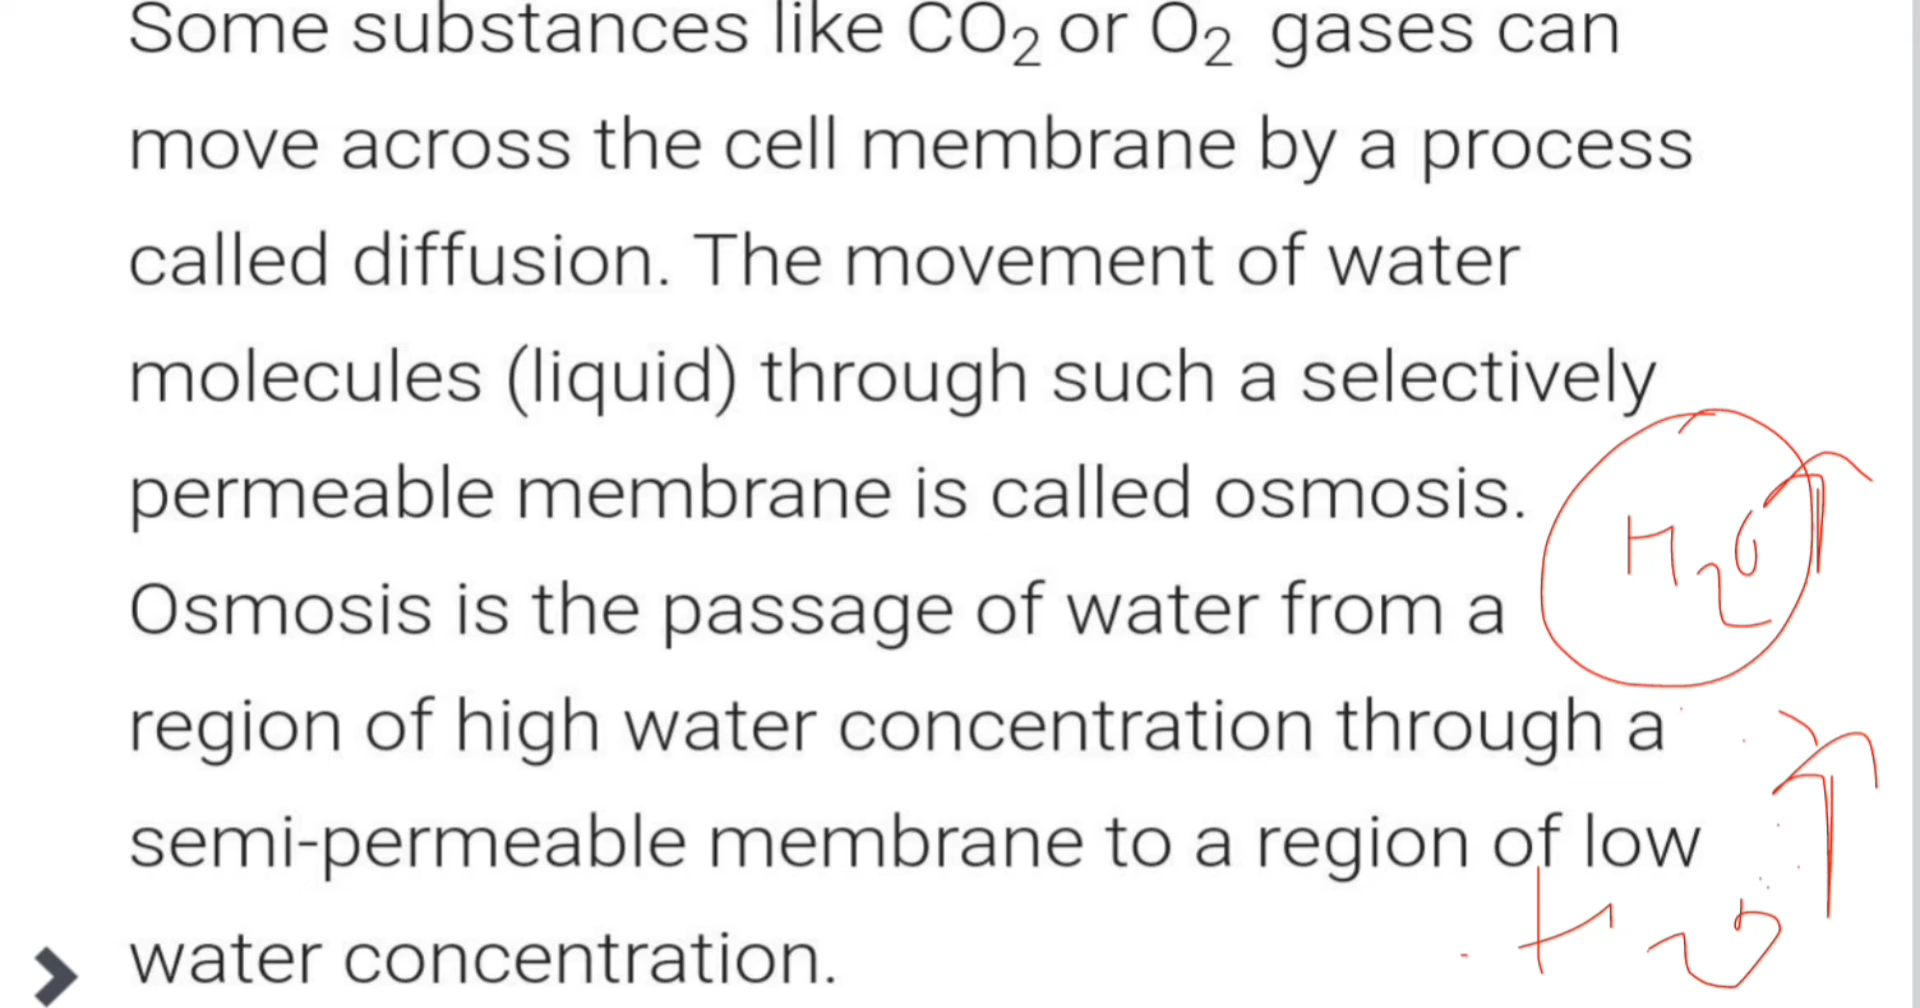 Some substances like CO₂ or O₂ gases can
move across the cell membrane by a process
called diffusion. The movement of water
molecules (liquid) through such a selectively
permeable membrane is called osmosis.
H₂O↑
Osmosis is the passage of water from a
region of high water concentration through a
semi-permeable membrane to a region of low
H₂O↑
water concentration.